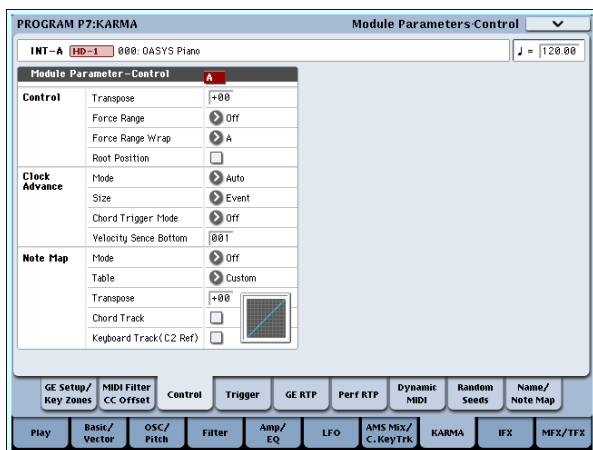 PROGRAM P7:KARMA Module Parameters-Control
INT-A HD-1 000: OASYS Piano ♩ = 120.00
Module Parameter-Control A
Control Transpose +00
Force Range Off
Force Range Wrap A
Root Position
Clock Advance Mode Auto
Size Event
Chord Trigger Mode Off
Velocity Sence Bottom 001
Note Map Mode Off
Table Custom
Transpose +00
Chord Track
Keyboard Track(C2 Ref)
GE Setup/ Key Zones
MIDI Filter CC Offset
Control
Trigger
GE RTP
Perf RTP
Dynamic MIDI
Random Seeds
Name/ Note Map
Play
Basic/ Vector
OSC/ Pitch
Filter
Amp/ EQ
LFO
AMS Mix/ C.KeyTrk
KARMA
IFX
MFX/TFX